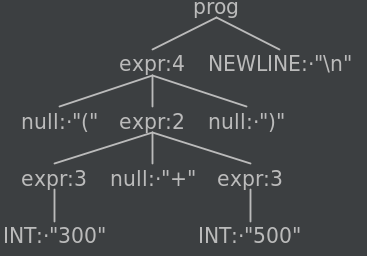 prog
expr:4 NEWLINE:·"\n"
null:·"(" expr:2 null:·")"
expr:3 null:·"+" expr:3
INT:·"300" INT:·"500"